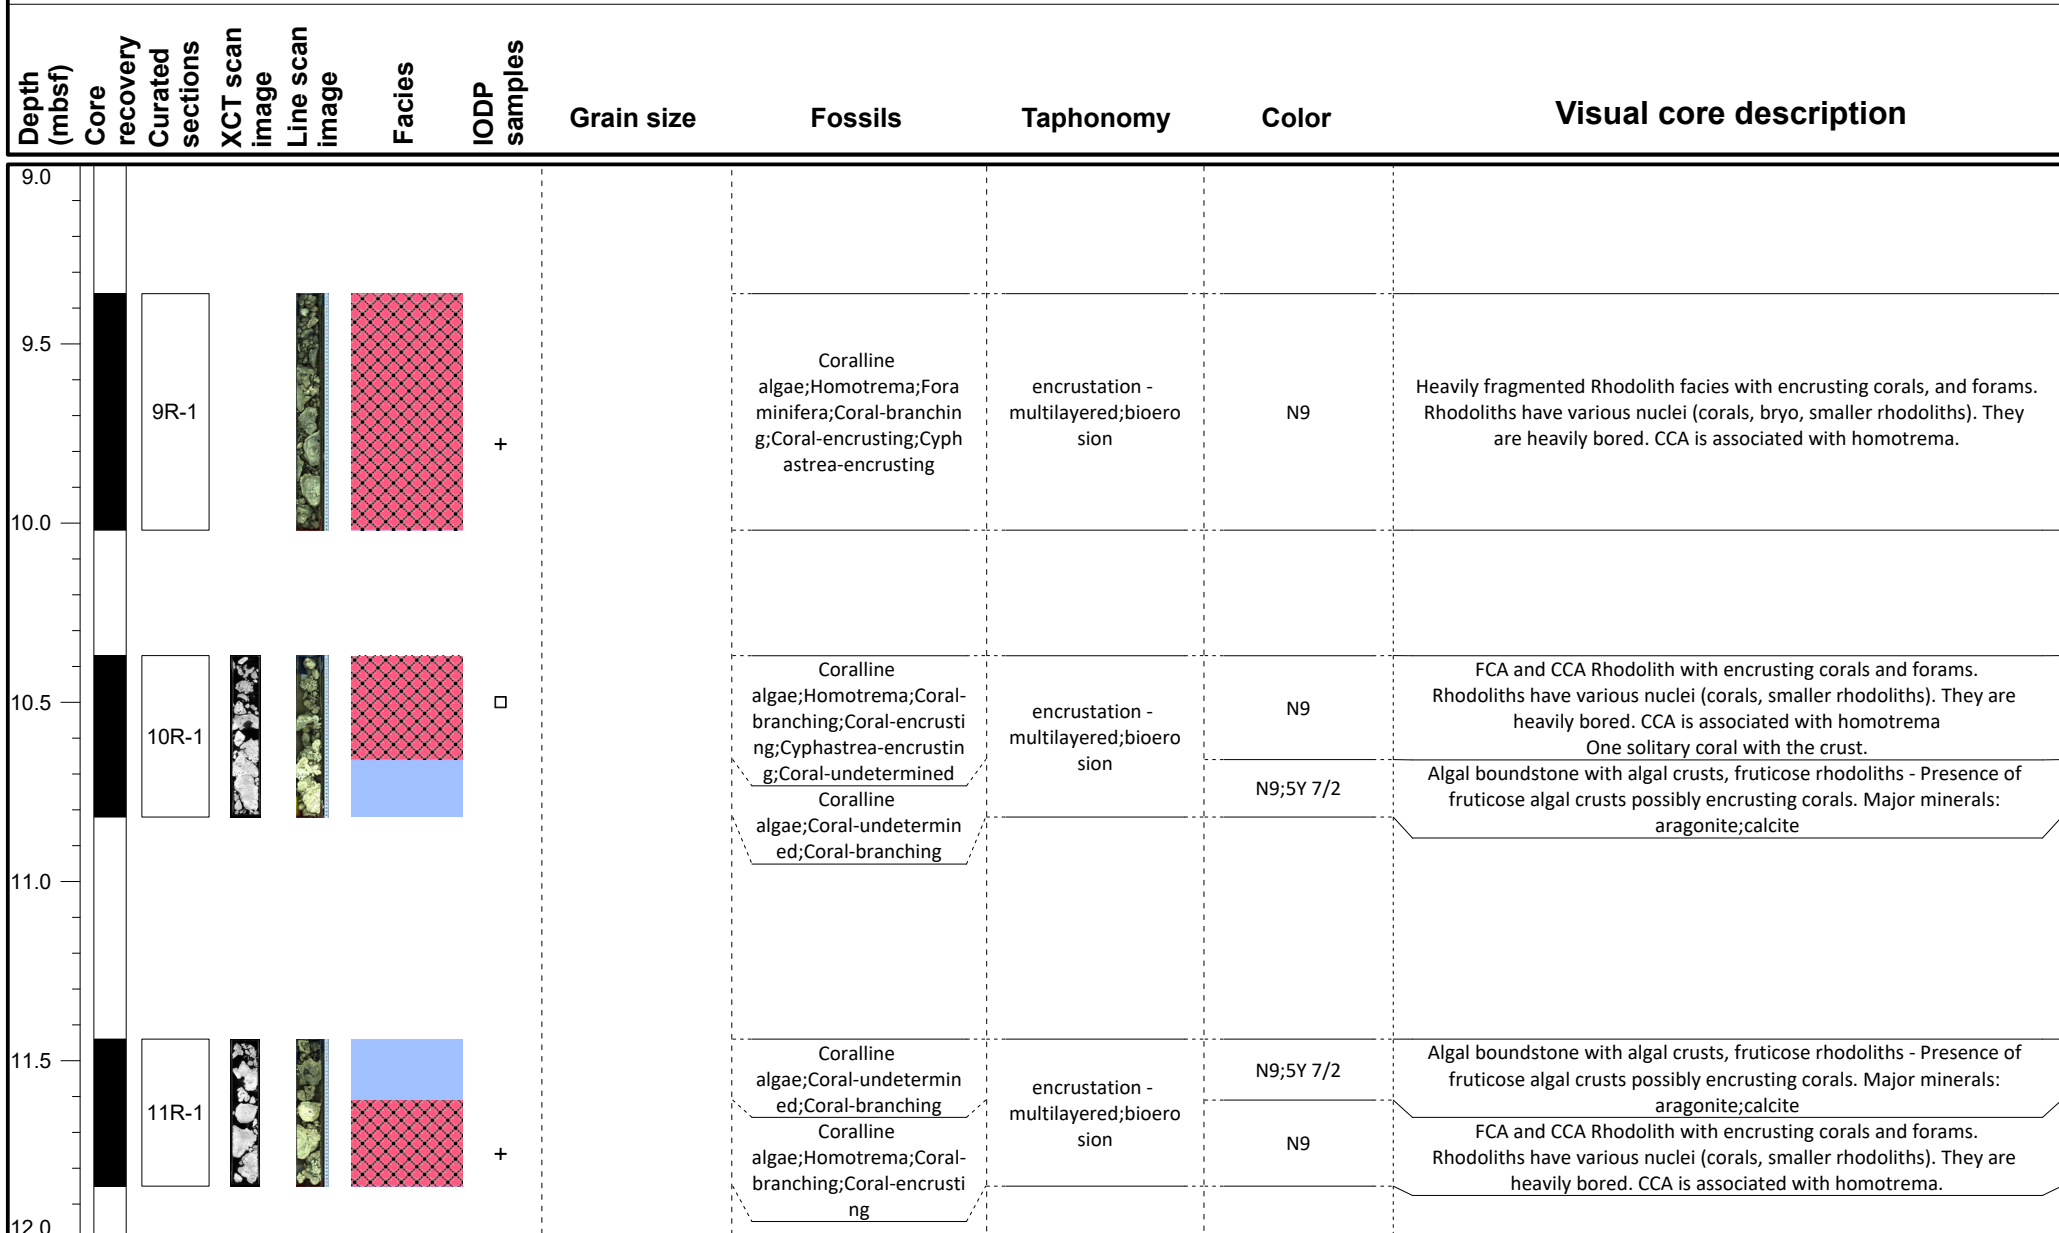 Depth (mbsf)
Core recovery
Curated sections
XCT scan image
Line scan image
Facies
IODP samples
Grain size
Fossils
Taphonomy
Color
Visual core description
9.0
9.5
9R-1
+
Coralline
algae;Homotrema;Fora
minifera;Coral-branchin
g;Coral-encrusting;Cyph
astrea-encrusting
encrustation -
multilayered;bioero
sion
N9
Heavily fragmented Rhodolith facies with encrusting corals, and forams.
Rhodoliths have various nuclei (corals, bryo, smaller rhodoliths). They
are heavily bored. CCA is associated with homotrema.
10.0
10.5
10R-1
Coralline
algae;Homotrema;Coral-
branching;Coral-encrusti
ng;Cyphastrea-encrustin
g;Coral-undetermined
Coralline
algae;Coral-undetermin
ed;Coral-branching
encrustation -
multilayered;bioero
sion
N9
N9;5Y 7/2
FCA and CCA Rhodolith with encrusting corals and forams.
Rhodoliths have various nuclei (corals, smaller rhodoliths). They are
heavily bored. CCA is associated with homotrema
One solitary coral with the crust.
Algal boundstone with algal crusts, fruticose rhodoliths - Presence of
fruticose algal crusts possibly encrusting corals. Major minerals:
aragonite;calcite
11.0
11.5
11R-1
+
Coralline
algae;Coral-undetermin
ed;Coral-branching
Coralline
algae;Homotrema;Coral-
branching;Coral-encrusti
ng
encrustation -
multilayered;bioero
sion
N9;5Y 7/2
N9
Algal boundstone with algal crusts, fruticose rhodoliths - Presence of
fruticose algal crusts possibly encrusting corals. Major minerals:
aragonite;calcite
FCA and CCA Rhodolith with encrusting corals and forams.
Rhodoliths have various nuclei (corals, smaller rhodoliths). They are
heavily bored. CCA is associated with homotrema.
12.0